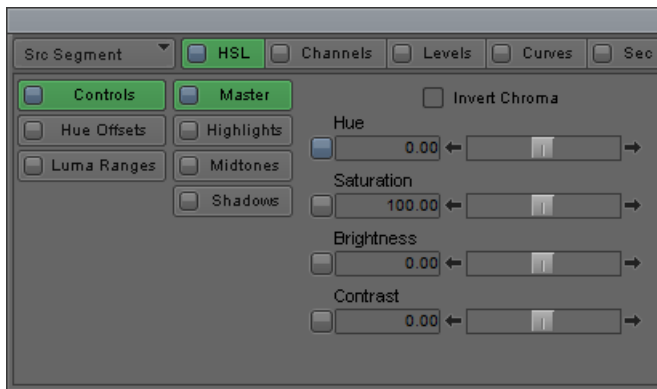 Src Segment HSL Channels Levels Curves Sec
Controls Master Invert Chroma
Hue
Hue Offsets Highlights 0.00
Luma Ranges Midtones Saturation
Shadows 100.00
Brightness
0.00
Contrast
0.00